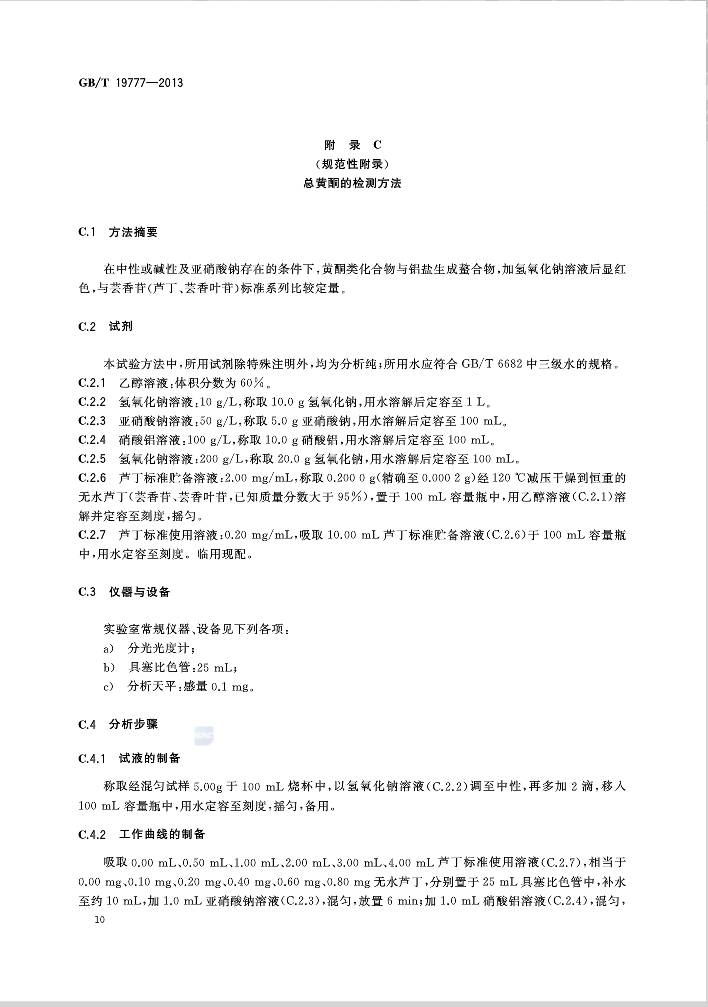 GB/T 19777—2013
附 录 C
（规范性附录）
总黄酮的检测方法
C.1 方法摘要
在中性或碱性及亚硝酸钠存在的条件下,黄酮类化合物与铝盐生成螯合物,加氢氧化钠溶液后显红
色,与芸香苷(芦丁、芸香叶苷)标准系列比较定量。
C.2 试剂
本试验方法中,所用试剂除特殊注明外,均为分析纯;所用水应符合 GB/T 6682 中三级水的规格。
C.2.1 乙醇溶液:体积分数为 60%。
C.2.2 氢氧化钠溶液:10 g/L,称取 10.0 g 氢氧化钠,用水溶解后定容至 1 L。
C.2.3 亚硝酸钠溶液:50 g/L,称取 5.0 g 亚硝酸钠,用水溶解后定容至 100 mL。
C.2.4 硝酸铝溶液:100 g/L,称取 10.0 g 硝酸铝,用水溶解后定容至 100 mL。
C.2.5 氢氧化钠溶液:200 g/L,称取 20.0 g 氢氧化钠,用水溶解后定容至 100 mL。
C.2.6 芦丁标准贮备溶液:2.00 mg/mL,称取 0.200 0 g(精确至 0.000 2 g)经 120 ℃减压干燥到恒重的
无水芦丁(芸香苷、芸香叶苷,已知质量分数大于 95%),置于 100 mL 容量瓶中,用乙醇溶液(C.2.1)溶
解并定容至刻度,摇匀。
C.2.7 芦丁标准使用溶液:0.20 mg/mL,吸取 10.00 mL 芦丁标准贮备溶液(C.2.6)于 100 mL 容量瓶
中,用水定容至刻度。临用现配。
C.3 仪器与设备
实验室常规仪器、设备见下列各项:
a) 分光光度计;
b) 具塞比色管:25 mL;
c) 分析天平:感量 0.1 mg。
C.4 分析步骤
C.4.1 试液的制备
称取经混匀试样 5.00g 于 100 mL 烧杯中,以氢氧化钠溶液(C.2.2)调至中性,再多加 2 滴,移入
100 mL 容量瓶中,用水定容至刻度,摇匀,备用。
C.4.2 工作曲线的制备
吸取 0.00 mL、0.50 mL、1.00 mL、2.00 mL、3.00 mL、4.00 mL 芦丁标准使用溶液(C.2.7),相当于
0.00 mg、0.10 mg、0.20 mg、0.40 mg、0.60 mg、0.80 mg 无水芦丁,分别置于 25 mL 具塞比色管中,补水
至约 10 mL,加 1.0 mL 亚硝酸钠溶液(C.2.3),混匀,放置 6 min;加 1.0 mL 硝酸铝溶液(C.2.4),混匀,
10